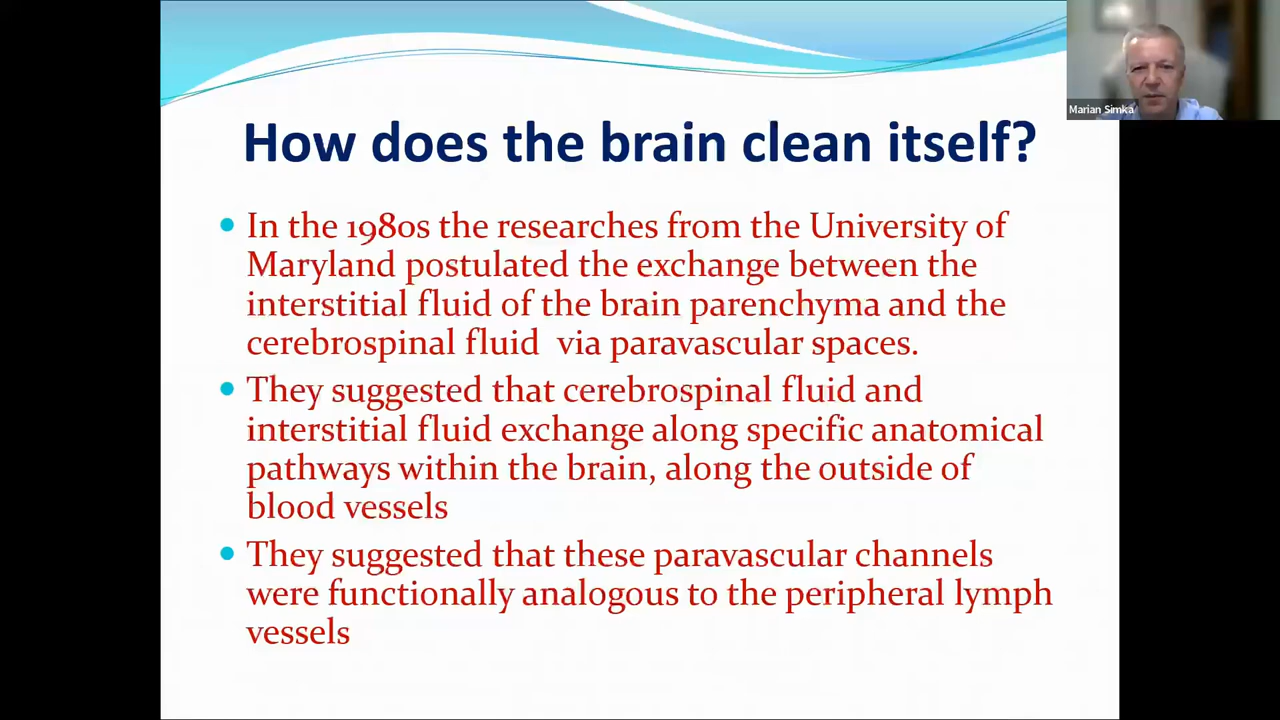 Marian Simka
How does the brain clean itself?
In the 1980s the researches from the University of
Maryland postulated the exchange between the
interstitial fluid of the brain parenchyma and the
cerebrospinal fluid via paravascular spaces.
They suggested that cerebrospinal fluid and
interstitial fluid exchange along specific anatomical
pathways within the brain, along the outside of
blood vessels
They suggested that these paravascular channels
were functionally analogous to the peripheral lymph
vessels